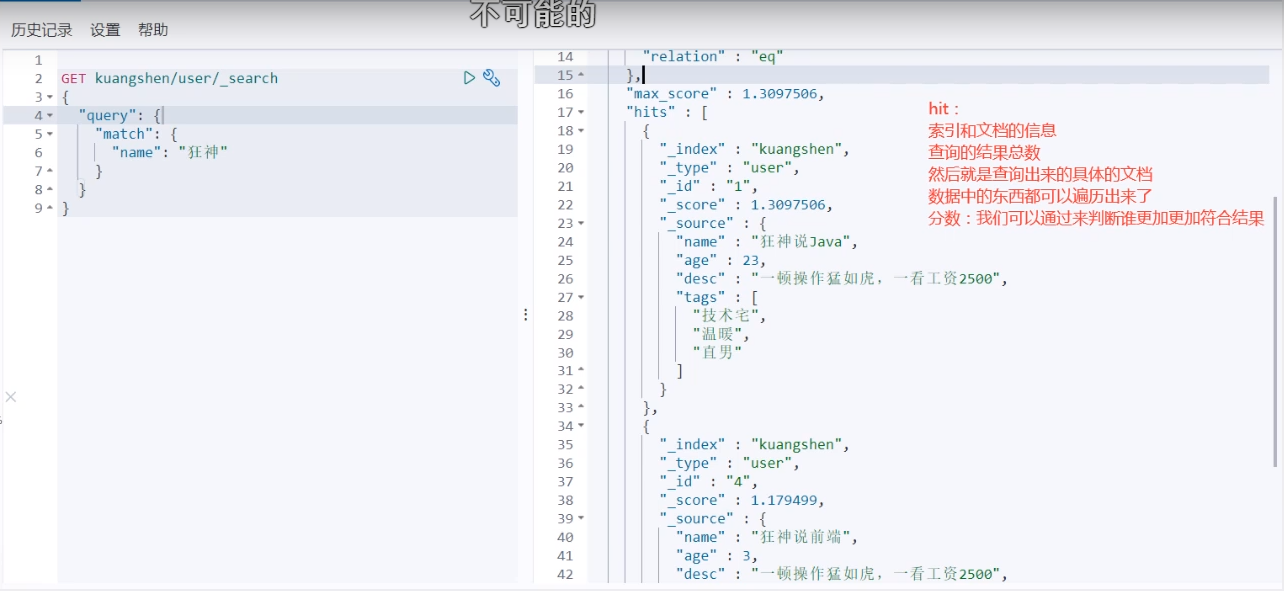 不可能的
历史记录 设置 帮助
1
2 GET kuangshen/user/_search
3 {
4 "query": {
5 "match": {
6 "name": "狂神"
7 }
8 }
9 }
14 "relation" : "eq"
15 },
16 "max_score" : 1.3097506,
17 "hits" : [
18 {
19 "_index" : "kuangshen",
20 "_type" : "user",
21 "_id" : "1",
22 "_score" : 1.3097506,
23 "_source" : {
24 "name" : "狂神说Java",
25 "age" : 23,
26 "desc" : "一顿操作猛如虎，一看工资2500",
27 "tags" : [
28 "技术宅",
29 "温暖",
30 "直男"
31 ]
32 }
33 },
34 {
35 "_index" : "kuangshen",
36 "_type" : "user",
37 "_id" : "4",
38 "_score" : 1.179499,
39 "_source" : {
40 "name" : "狂神说前端",
41 "age" : 3,
42 "desc" : "一顿操作猛如虎，一看工资2500",
hit：
索引和文档的信息
查询的结果总数
然后就是查询出来的具体的文档
数据中的东西都可以遍历出来了
分数：我们可以通过来判断谁更加更加符合结果